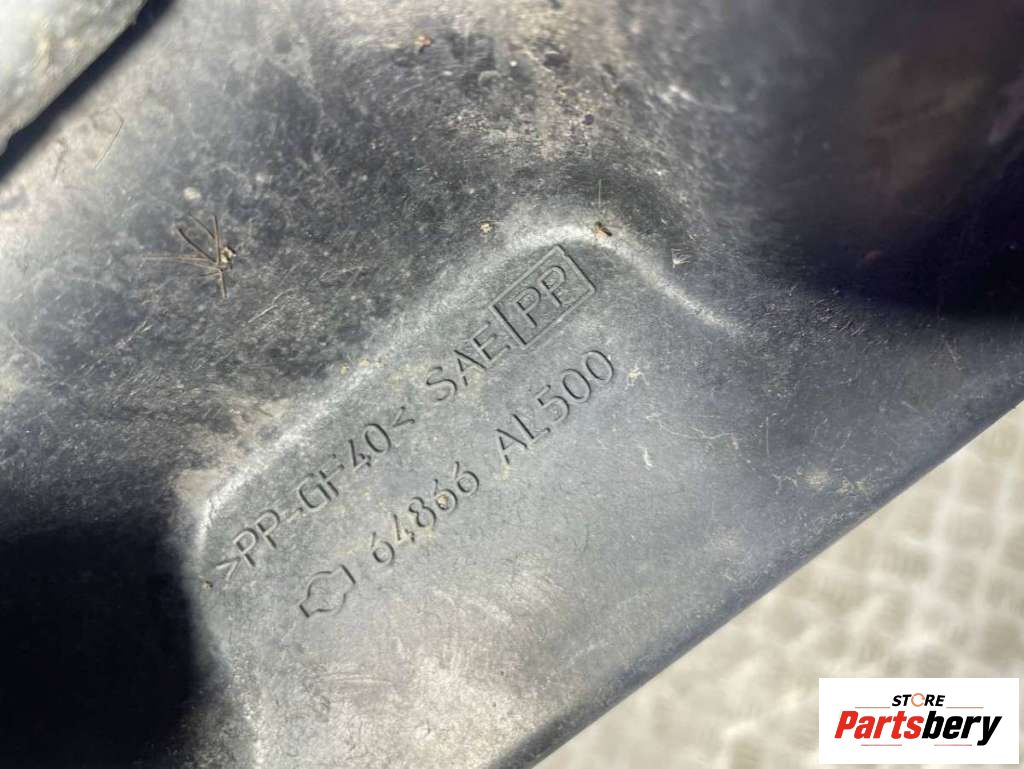 >PP-GF40< SAE PP
64866 AL500
STORE
Partsbery